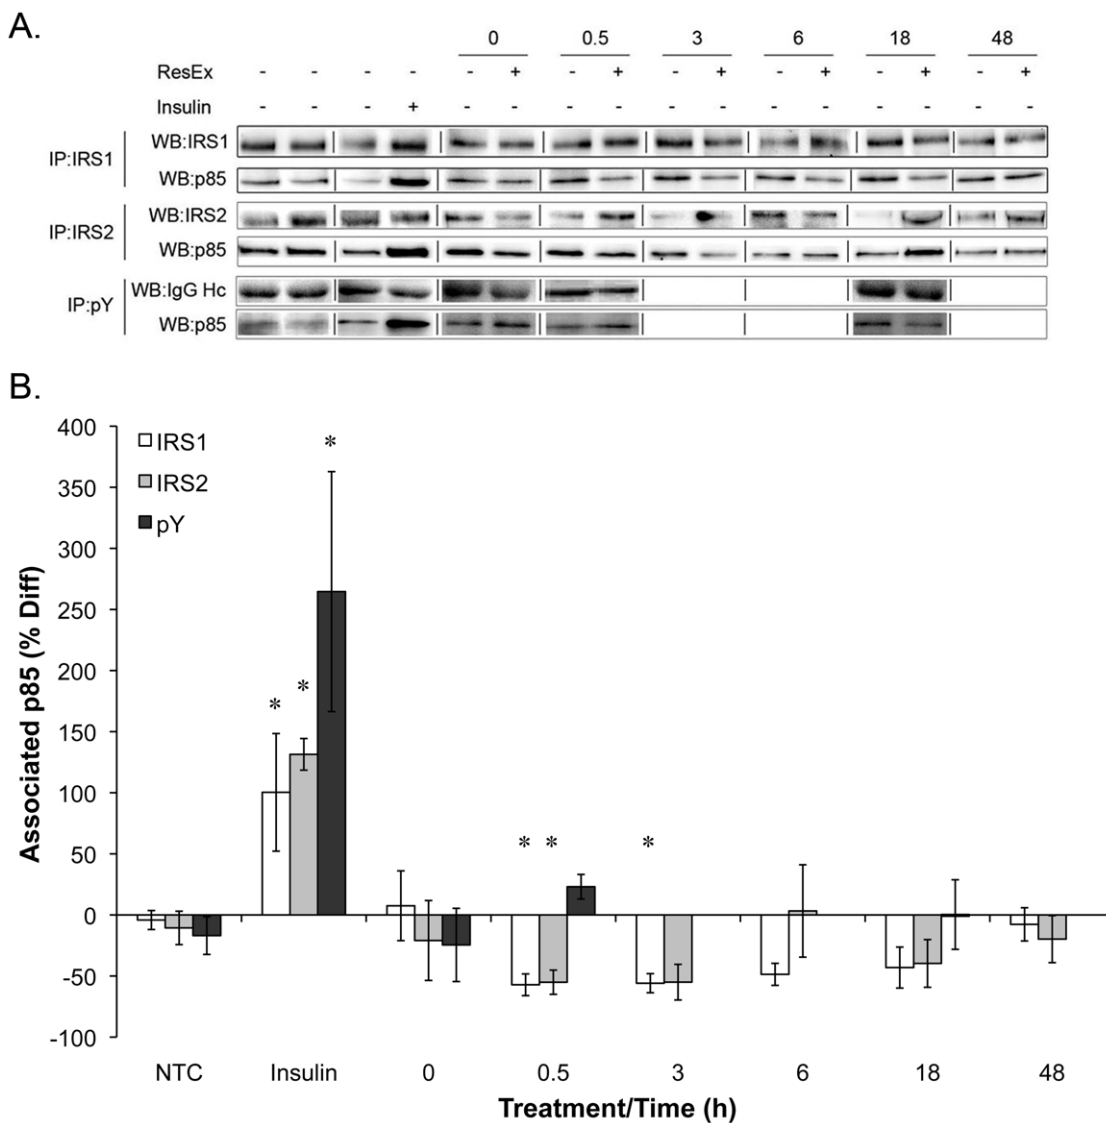 A.
0 0.5 3 6 18 48
ResEx - - - - - + - + - + - + - + - +
Insulin - - - + - - - - - - - - - - - -
IP:IRS1 WB:IRS1
WB:p85
IP:IRS2 WB:IRS2
WB:p85
IP:pY WB:IgG Hc
WB:p85
B.
400
350
300
250
200
150
100
50
0
-50
-100
Associated p85 (% Diff)
IRS1
IRS2
pY
* * *
* * *
NTC Insulin 0 0.5 3 6 18 48
Treatment/Time (h)